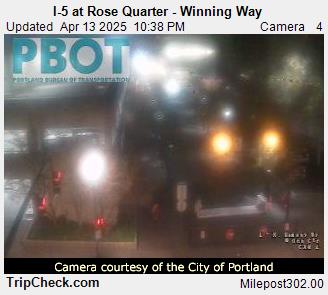 I-5 at Rose Quarter - Winning Way
Updated Apr 13 2025 10:38 PM Camera 4
PBOT
PORTLAND BUREAU OF TRANSPORTATION
Camera courtesy of the City of Portland
TripCheck.com Milepost302.00